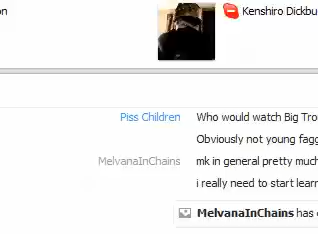 on
Kenshiro Dickbu
Piss Children Who would watch Big Tro
Obviously not young fagg
MelvanaInChains mk in general pretty much
i really need to start learn
MelvanaInChains has